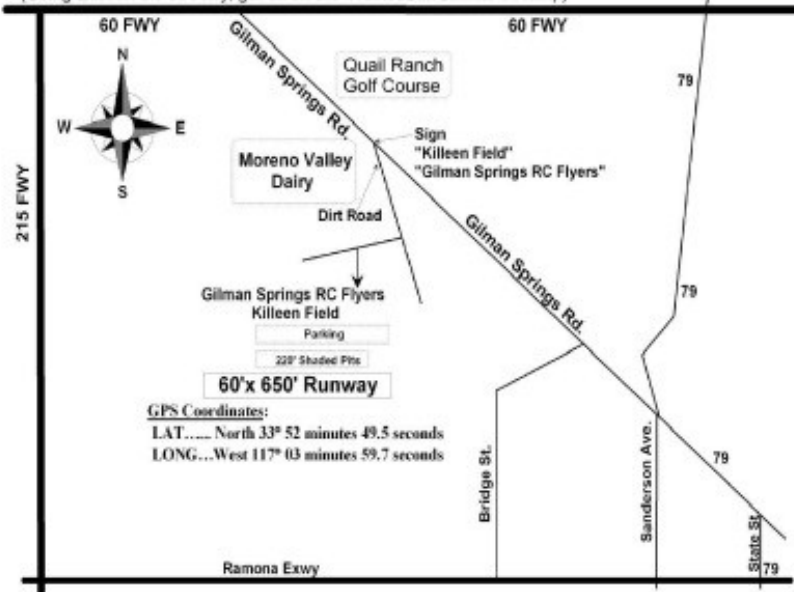 60 FWY
60 FWY
N
W
E
S
Gilman Springs Rd.
Quail Ranch
Golf Course
79
Sign
"Killeen Field"
"Gilman Springs RC Flyers"
Moreno Valley
Dairy
215 FWY
Dirt Road
Gilman Springs Rd.
79
Gilman Springs RC Flyers
Killeen Field
Parking
220' Shaded Pits
60'x 650' Runway
GPS Coordinates:
LAT...... North 33° 52 minutes 49.5 seconds
LONG...West 117° 03 minutes 59.7 seconds
Bridge St.
Sanderson Ave.
79
State St.
79
Ramona Exwy